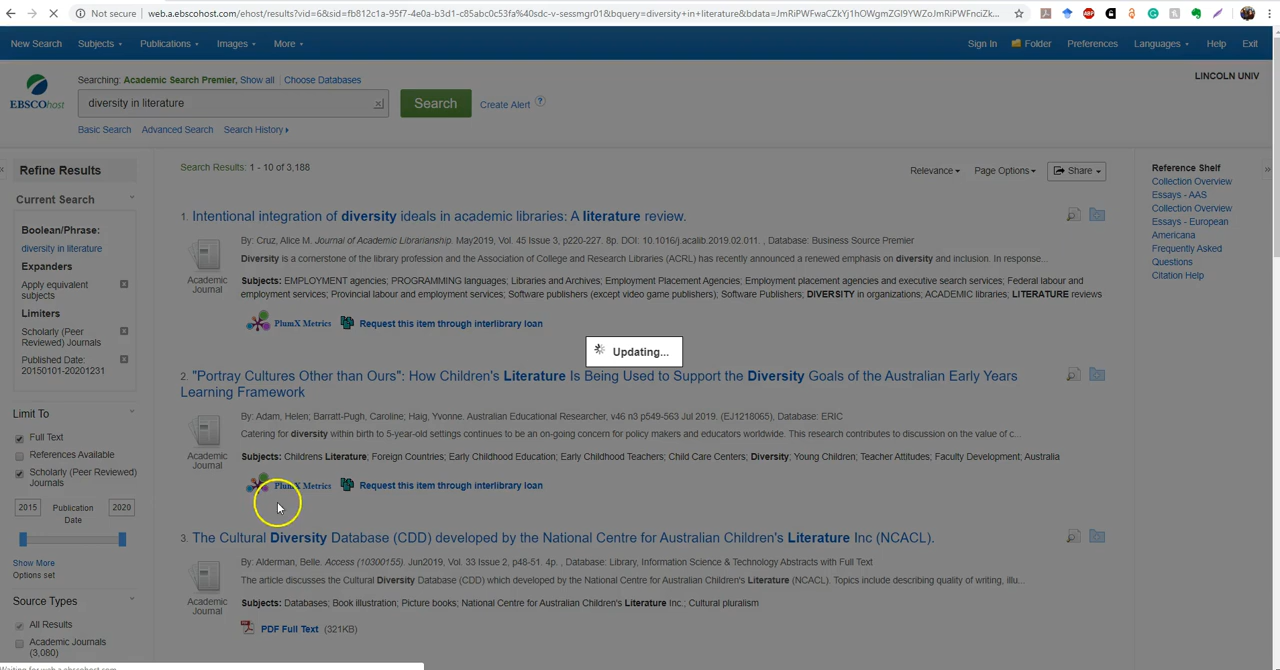 Not secure | web.a.ebscohost.com/ehost/results?vid=6&sid=fb812c1a-95f7-4e0a-b3d1-c85abc0c53fa%40sdc-v-sessmgr01&bquery=diversity+in+literature&bdata=JmRiPWFwaCZkYj1hOWgmZGI9YWZoJmRiPWFnciZk...
New Search Subjects Publications Images More Sign In Folder Preferences Languages Help Exit
Searching: Academic Search Premier, Show all Choose Databases
LINCOLN UNIV
EBSCOhost
diversity in literature x Search Create Alert ?
Basic Search Advanced Search Search History
Refine Results
Search Results: 1 - 10 of 3,188
Relevance Page Options Share
Current Search
Boolean/Phrase:
diversity in literature
Expanders
Apply equivalent
subjects
Limiters
Scholarly (Peer
Reviewed) Journals
Published Date:
20150101-20201231
Limit To
Full Text
References Available
Scholarly (Peer Reviewed)
Journals
2015 Publication 2020
Date
Show More
Options set
Source Types
All Results
Academic Journals
(3,080)
1. Intentional integration of diversity ideals in academic libraries: A literature review.
By: Cruz, Alice M. Journal of Academic Librarianship. May2019, Vol. 45 Issue 3, p220-227. 8p. DOI: 10.1016/j.acalib.2019.02.011. , Database: Business Source Premier
Diversity is a cornerstone of the library profession and the Association of College and Research Libraries (ACRL) has recently announced a renewed emphasis on diversity and inclusion. In response...
Academic
Journal
Subjects: EMPLOYMENT agencies; PROGRAMMING languages; Libraries and Archives; Employment Placement Agencies; Employment placement agencies and executive search services; Federal labour and
employment services; Provincial labour and employment services; Software publishers (except video game publishers); Software Publishers; DIVERSITY in organizations; ACADEMIC libraries; LITERATURE reviews
PlumX Metrics Request this item through interlibrary loan
Updating...
2. "Portray Cultures Other than Ours": How Children's Literature Is Being Used to Support the Diversity Goals of the Australian Early Years
Learning Framework
By: Adam, Helen; Barratt-Pugh, Caroline; Haig, Yvonne. Australian Educational Researcher, v46 n3 p549-563 Jul 2019. (EJ1218065), Database: ERIC
Catering for diversity within birth to 5-year-old settings continues to be an on-going concern for policy makers and educators worldwide. This research contributes to discussion on the value of c...
Academic
Journal
Subjects: Childrens Literature; Foreign Countries; Early Childhood Education; Early Childhood Teachers; Child Care Centers; Diversity; Young Children; Teacher Attitudes; Faculty Development; Australia
PlumX Metrics Request this item through interlibrary loan
3. The Cultural Diversity Database (CDD) developed by the National Centre for Australian Children's Literature Inc (NCACL).
By: Alderman, Belle. Access (10300155). Jun2019, Vol. 33 Issue 2, p48-51. 4p. , Database: Library, Information Science & Technology Abstracts with Full Text
The article discusses the Cultural Diversity Database (CDD) which developed by the National Centre for Australian Children's Literature (NCACL). Topics include describing quality of writing, illu...
Academic
Journal
Subjects: Databases; Book illustration; Picture books; National Centre for Australian Children's Literature Inc.; Cultural pluralism
PDF Full Text (321KB)
Reference Shelf
Collection Overview
Essays - AAS
Collection Overview
Essays - European
Americana
Frequently Asked
Questions
Citation Help